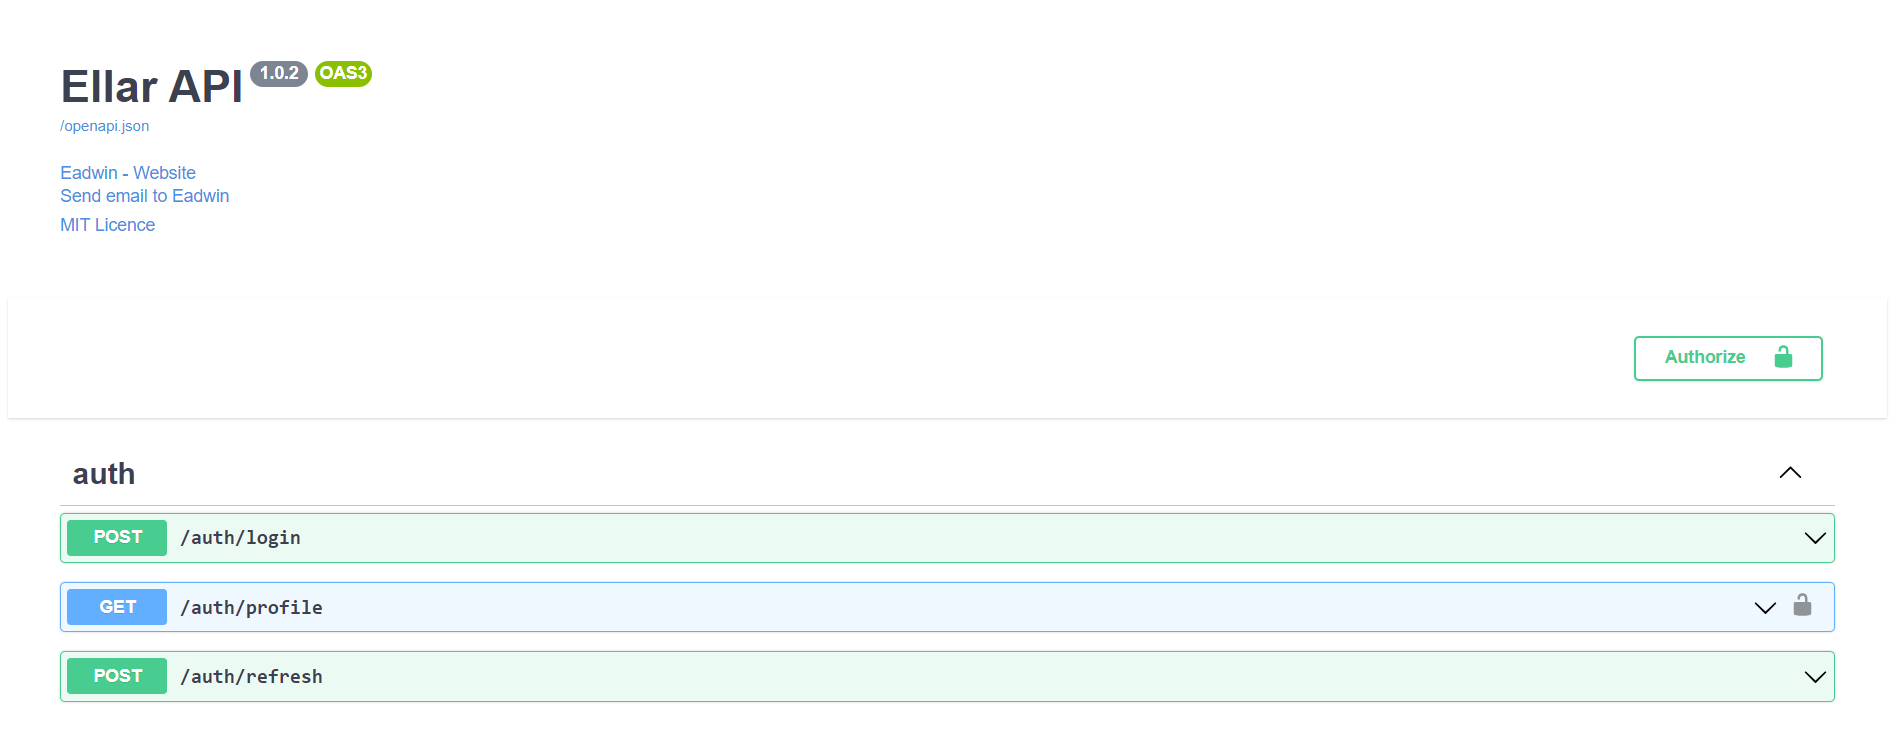 Ellar API 1.0.2 OAS3
/openapi.json
Eadwin - Website
Send email to Eadwin
MIT Licence
Authorize
auth
POST /auth/login
GET /auth/profile
POST /auth/refresh